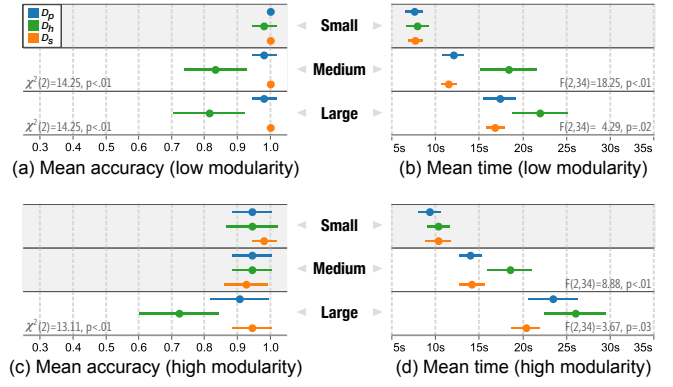 Dp
Dh
Ds
Small
Medium
Large
χ²(2)=14.25, p<.01
χ²(2)=14.25, p<.01
F(2,34)=18.25, p<.01
F(2,34)= 4.29, p=.02
0.3 0.4 0.5 0.6 0.7 0.8 0.9 1.0
5s 10s 15s 20s 25s 30s 35s
(a) Mean accuracy (low modularity)
(b) Mean time (low modularity)
Small
Medium
Large
F(2,34)=8.88, p<.01
χ²(2)=13.11, p<.01
F(2,34)=3.67, p=.03
0.3 0.4 0.5 0.6 0.7 0.8 0.9 1.0
5s 10s 15s 20s 25s 30s 35s
(c) Mean accuracy (high modularity)
(d) Mean time (high modularity)